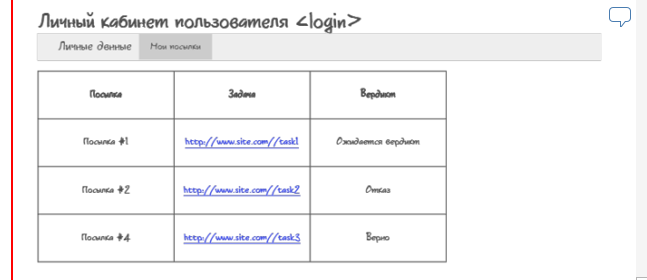 Личный кабинет пользователя <login>
Личные данные Мои посылки
Посылка Задача Вердикт
Посылка #1 http://www.site.com//task1 Ожидается вердикт
Посылка #2 http://www.site.com//task2 Отказ
Посылка #4 http://www.site.com//task3 Верно